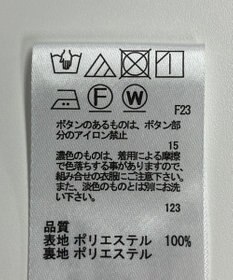 F W
F23
ボタンのあるものは、ボタン部
分のアイロン禁止
15
濃色のものは、着用による摩擦
で色落ちする事がありますので、
組み合せの衣服にご注意下さい。
また、淡色のものとは別にお洗
い下さい。
123
品質
表地 ポリエステル 100%
裏地 ポリエステル